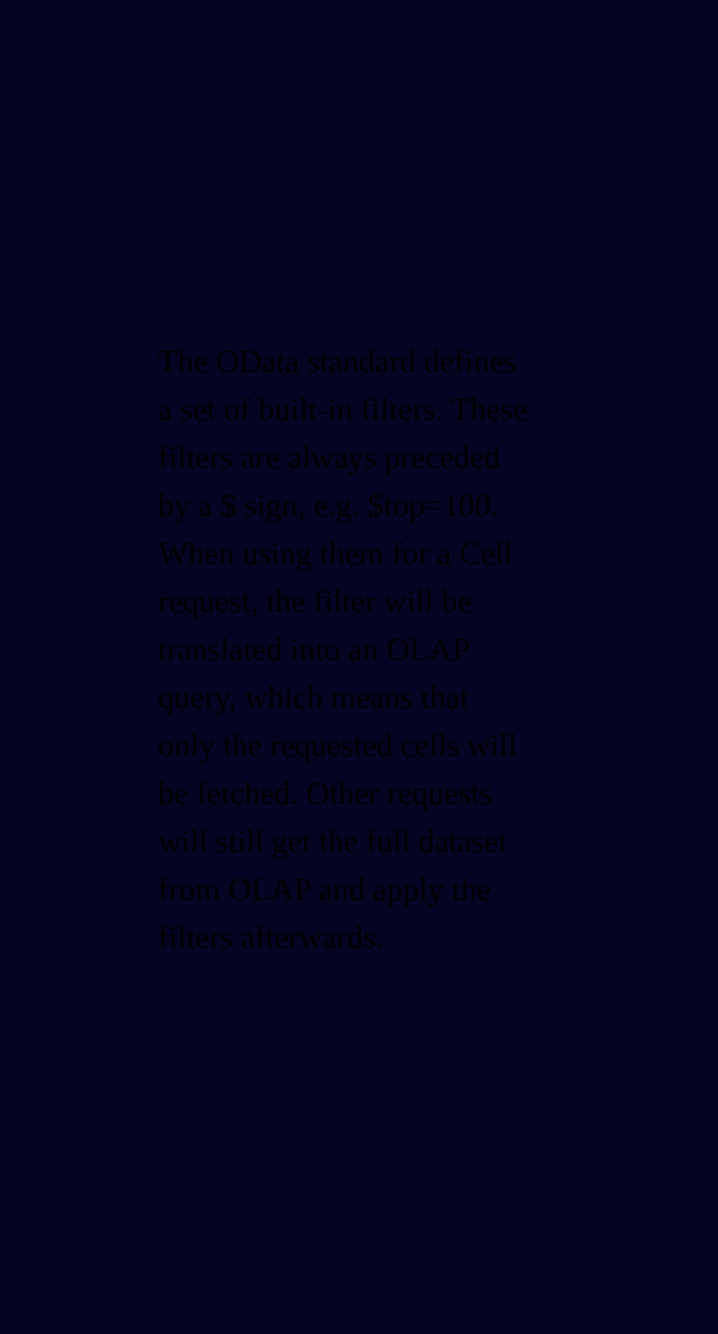 The OData standard defines
a set of built-in filters. These
filters are always preceded
by a $ sign, e.g. $top=100.
When using them for a Cell
request, the filter will be
translated into an OLAP
query, which means that
only the requested cells will
be fetched. Other requests
will still get the full dataset
from OLAP and apply the
filters afterwards.